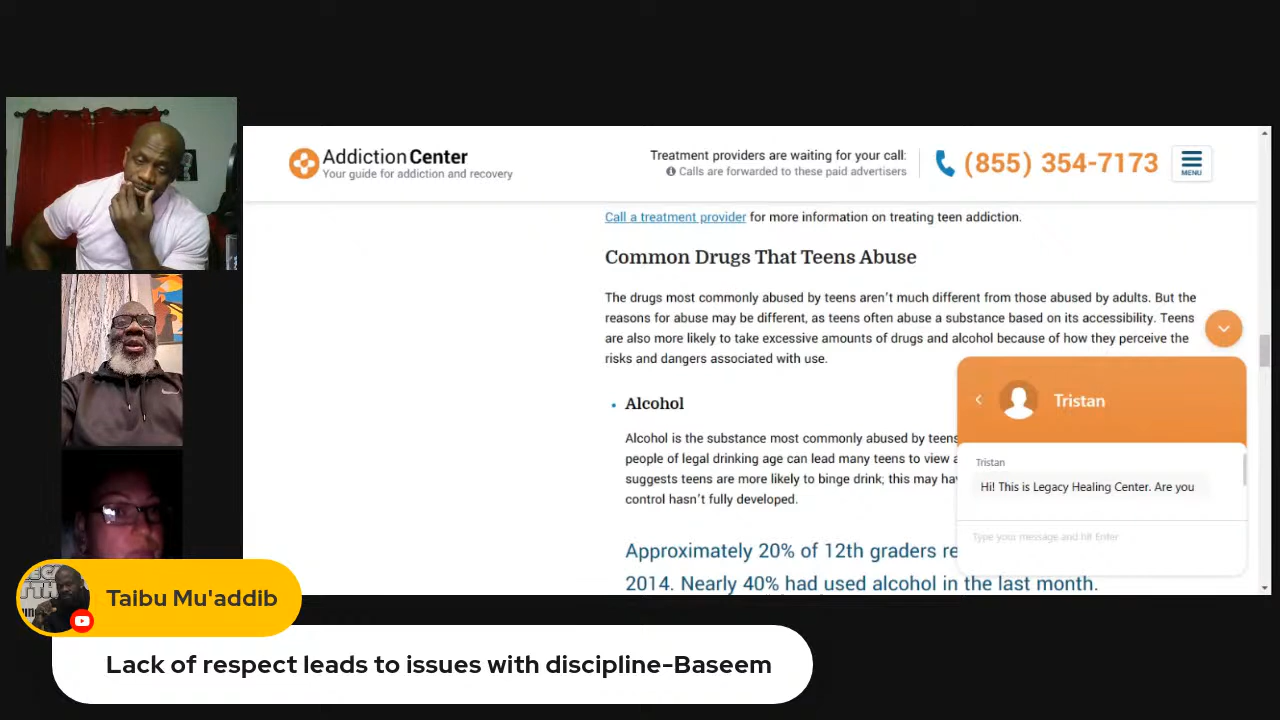 Addiction Center
Your guide for addiction and recovery
Treatment providers are waiting for your call:
Calls are forwarded to these paid advertisers
(855) 354-7173
MENU
Call a treatment provider for more information on treating teen addiction.
Common Drugs That Teens Abuse
The drugs most commonly abused by teens aren't much different from those abused by adults. But the
reasons for abuse may be different, as teens often abuse a substance based on its accessibility. Teens
are also more likely to take excessive amounts of drugs and alcohol because of how they perceive the
risks and dangers associated with use.
Alcohol
Alcohol is the substance most commonly abused by teens
people of legal drinking age can lead many teens to view a
suggests teens are more likely to binge drink; this may hav
control hasn't fully developed.
Approximately 20% of 12th graders re
2014. Nearly 40% had used alcohol in the last month.
Tristan
Tristan
Hi! This is Legacy Healing Center. Are you
Type your message and hit Enter
Taibu Mu'addib
Lack of respect leads to issues with discipline-Baseem